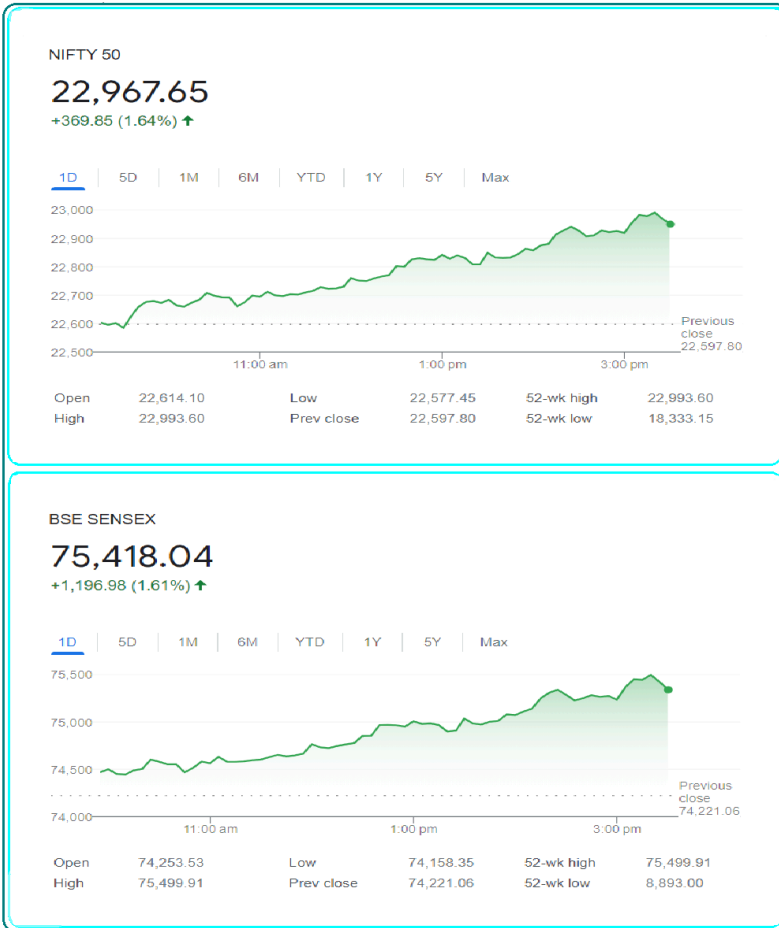 NIFTY 50
22,967.65
+369.85 (1.64%) ↑
1D 5D 1M 6M YTD 1Y 5Y Max
23,000
22,900
22,800
22,700
22,600
22,500
Previous
close
22,597.80
11:00 am 1:00 pm 3:00 pm
Open 22,614.10 Low 22,577.45 52-wk high 22,993.60
High 22,993.60 Prev close 22,597.80 52-wk low 18,333.15
BSE SENSEX
75,418.04
+1,196.98 (1.61%) ↑
1D 5D 1M 6M YTD 1Y 5Y Max
75,500
75,000
74,500
74,000
Previous
close
74,221.06
11:00 am 1:00 pm 3:00 pm
Open 74,253.53 Low 74,158.35 52-wk high 75,499.91
High 75,499.91 Prev close 74,221.06 52-wk low 8,893.00